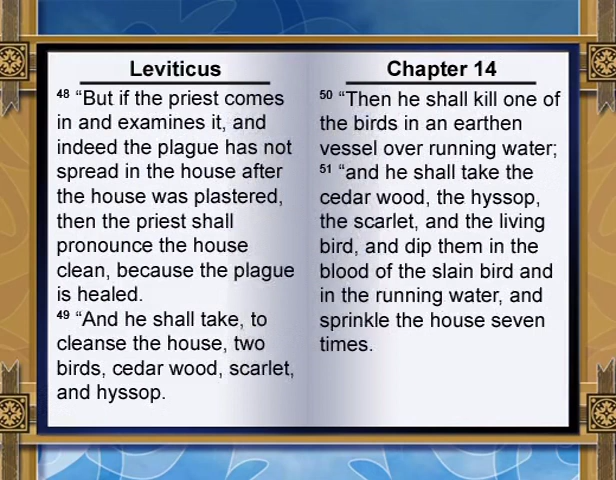 Leviticus
48 “But if the priest comes
in and examines it, and
indeed the plague has not
spread in the house after
the house was plastered,
then the priest shall
pronounce the house
clean, because the plague
is healed.
49 “And he shall take, to
cleanse the house, two
birds, cedar wood, scarlet,
and hyssop.
Chapter 14
50 “Then he shall kill one of
the birds in an earthen
vessel over running water;
51 “and he shall take the
cedar wood, the hyssop,
the scarlet, and the living
bird, and dip them in the
blood of the slain bird and
in the running water, and
sprinkle the house seven
times.